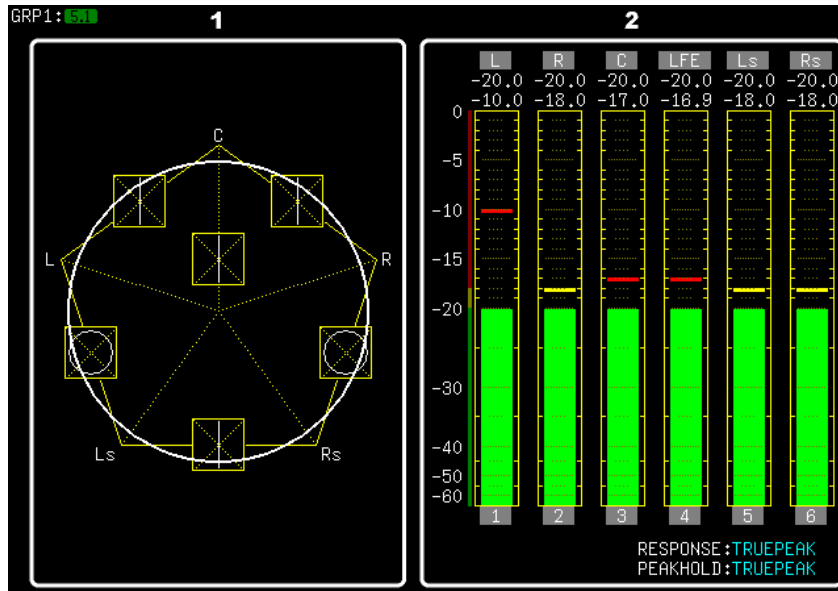 GRP1: 5.1
1
2
L R C LFE Ls Rs
-20.0 -20.0 -20.0 -20.0 -20.0 -20.0
-10.0 -18.0 -17.0 -16.9 -18.0 -18.0
C
L
R
Ls
Rs
0
-5
-10
-15
-20
-30
-40
-50
-60
1 2 3 4 5 6
RESPONSE:TRUEPEAK
PEAKHOLD:TRUEPEAK